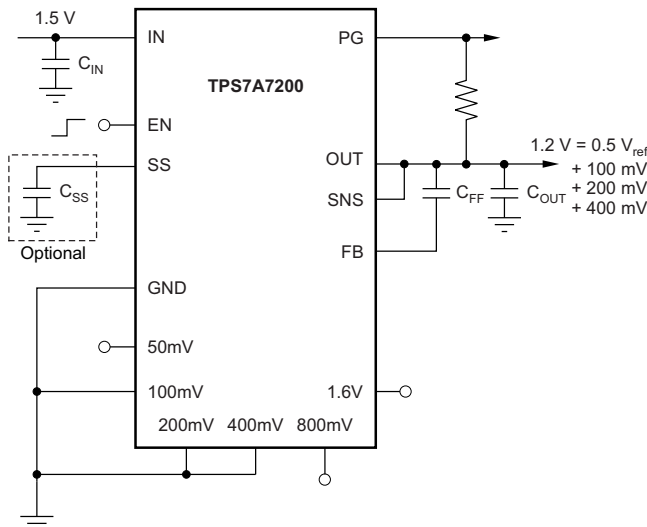 1.5 V
IN
PG
C_IN
TPS7A7200
EN
SS
OUT
1.2 V = 0.5 V_ref
+ 100 mV
+ 200 mV
+ 400 mV
C_SS
SNS
C_FF
C_OUT
Optional
FB
GND
50mV
100mV
1.6V
200mV 400mV 800mV